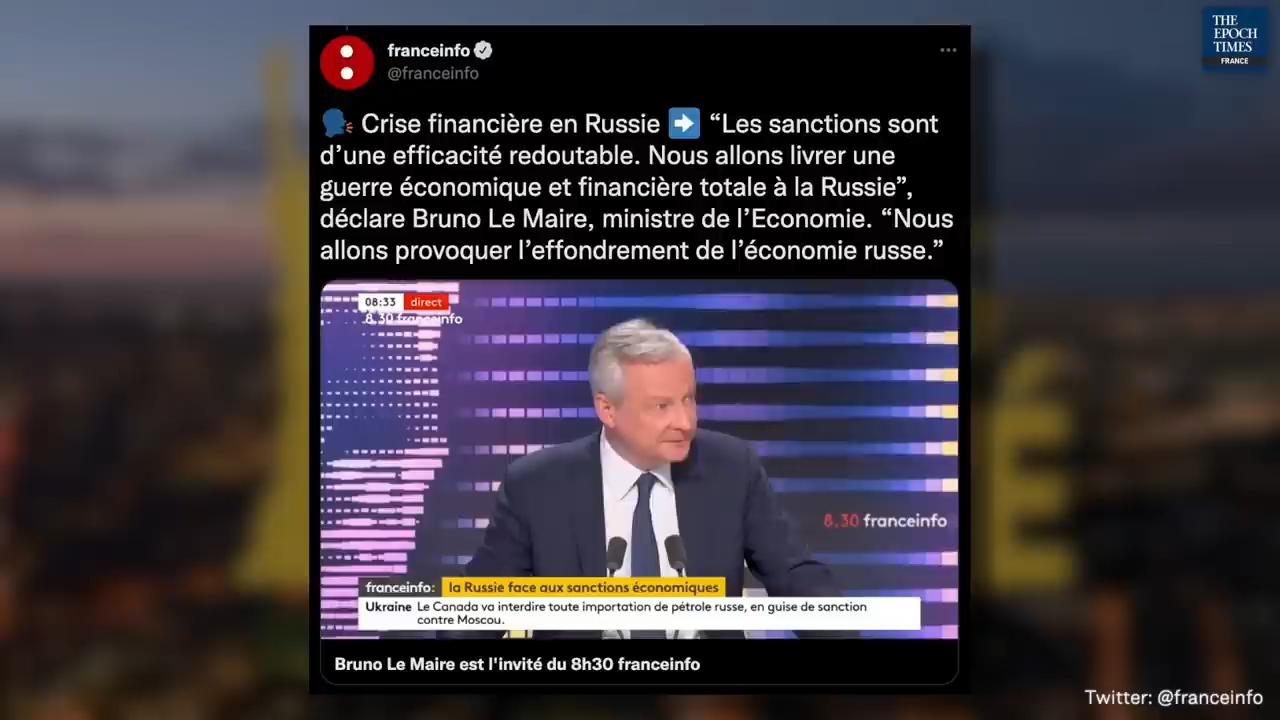 THE
EPOCH
TIMES
FRANCE
franceinfo
@franceinfo
Crise financière en Russie ➡ “Les sanctions sont
d’une efficacité redoutable. Nous allons livrer une
guerre économique et financière totale à la Russie”,
déclare Bruno Le Maire, ministre de l’Economie. “Nous
allons provoquer l’effondrement de l’économie russe.”
08:33 direct
8.30 franceinfo
8.30 franceinfo
franceinfo: la Russie face aux sanctions économiques
Ukraine Le Canada va interdire toute importation de pétrole russe, en guise de sanction
contre Moscou.
Bruno Le Maire est l'invité du 8h30 franceinfo
Twitter: @franceinfo